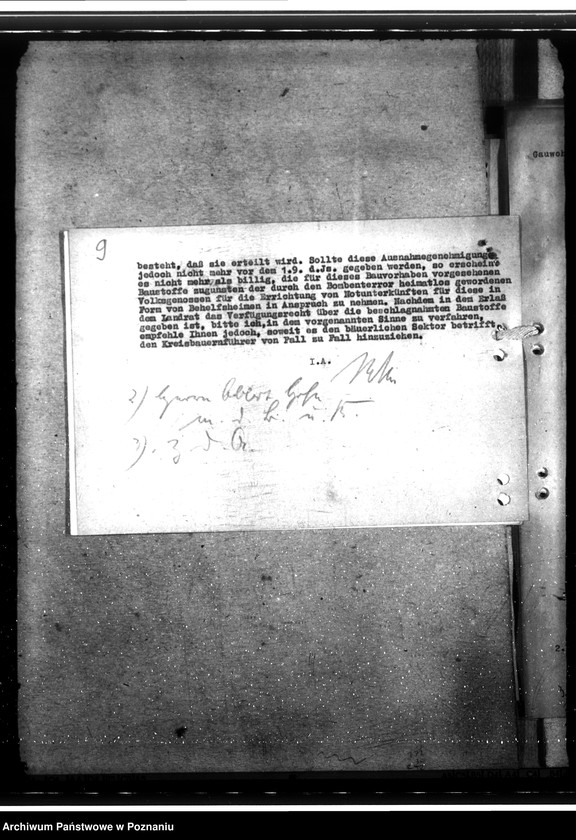 9
Gauwoh
besteht, daß sie erteilt wird. Sollte diese Ausnahmegenehmigung
jedoch nicht mehr vor dem 1.9. d.Js. gegeben werden, so erscheint
es nicht mehr als billig, die für dieses Bauvorhaben vorgesehenen
Baustoffe zugunsten der durch den Bombenterror heimatlos gewordenen
Volksgenossen für die Errichtung von Notunterkünften für diese in
Form von Behelfsheimen in Anspruch zu nehmen. Nachdem in den Erlaß
dem Landrat das Verfügungsrecht über die beschlagnahmten Baustoffe
gegeben ist, bitte ich, in dem vorgenannten Sinne zu verfahren,
empfehle Ihnen jedoch, soweit es den bäuerlichen Sektor betrifft,
den Kreisbauernführer von Fall zu Fall hinzuziehen.
I.A.
2) Herrn
m. d. B. u. K.
3). z. d. A.
2.
Archiwum Państwowe w Poznaniu